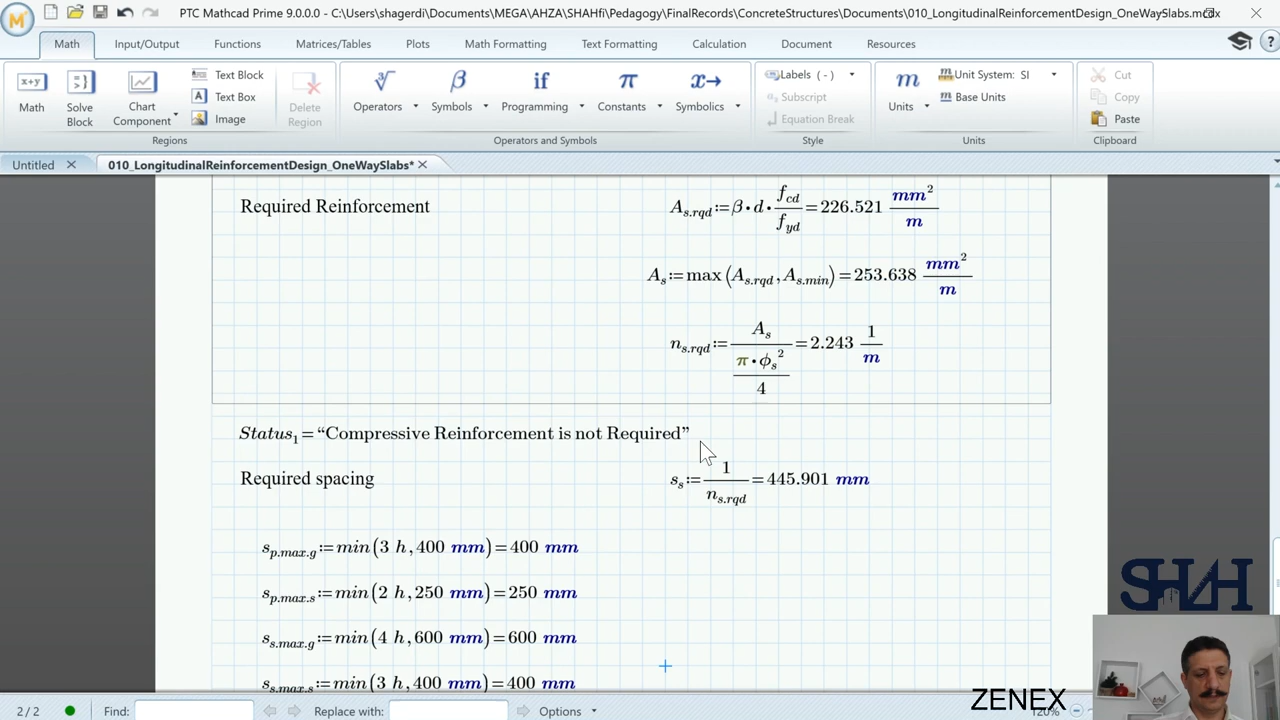 PTC Mathcad Prime 9.0.0.0 - C:\Users\shagerdi\Documents\MEGA\AHZA\SHAHfi\Pedagogy\FinalRecords\ConcreteStructures\Documents\010_LongitudinalReinforcementDesign_OneWaySlabs.mcdx
Math Input/Output Functions Matrices/Tables Plots Math Formatting Text Formatting Calculation Document Resources
Math Solve Block Chart Component Text Block Text Box Image Delete Region
Operators Symbols Programming Constants Symbolics
Labels ( - ) Subscript Equation Break
Units Unit System: SI Base Units
Cut Copy Paste
Regions Operators and Symbols Style Units Clipboard
Untitled 010_LongitudinalReinforcementDesign_OneWaySlabs*
Required Reinforcement A_s.rqd := β·d·f_cd/f_yd = 226.521 mm²/m
A_s := max (A_s.rqd , A_s.min) = 253.638 mm²/m
n_s.rqd := A_s/(π·ϕ_s²/4) = 2.243 1/m
Status₁ = “Compressive Reinforcement is not Required”
Required spacing s_s := 1/n_s.rqd = 445.901 mm
s_p.max.g := min (3 h , 400 mm) = 400 mm
s_p.max.s := min (2 h , 250 mm) = 250 mm
s_s.max.g := min (4 h , 600 mm) = 600 mm
s_s.max.s := min (3 h , 400 mm) = 400 mm
SHZH
ZENEX
2 / 2 Find: Replace with: Options 120%